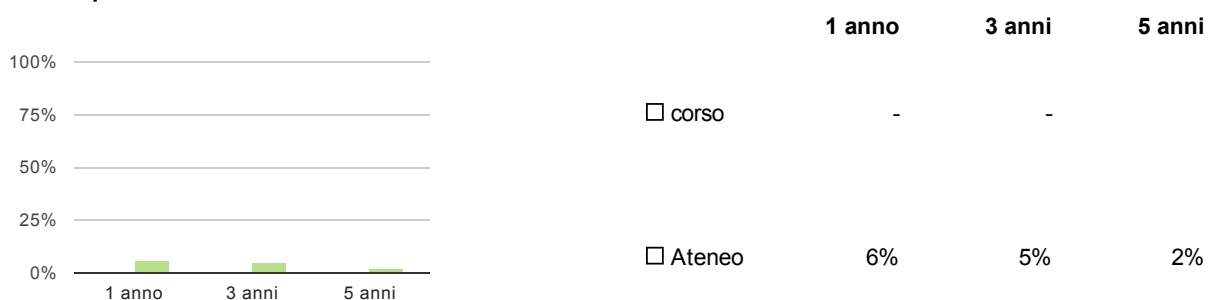 1 anno 3 anni 5 anni
100%
75%
50%
25%
0%
1 anno 3 anni 5 anni
corso - -
Ateneo 6% 5% 2%